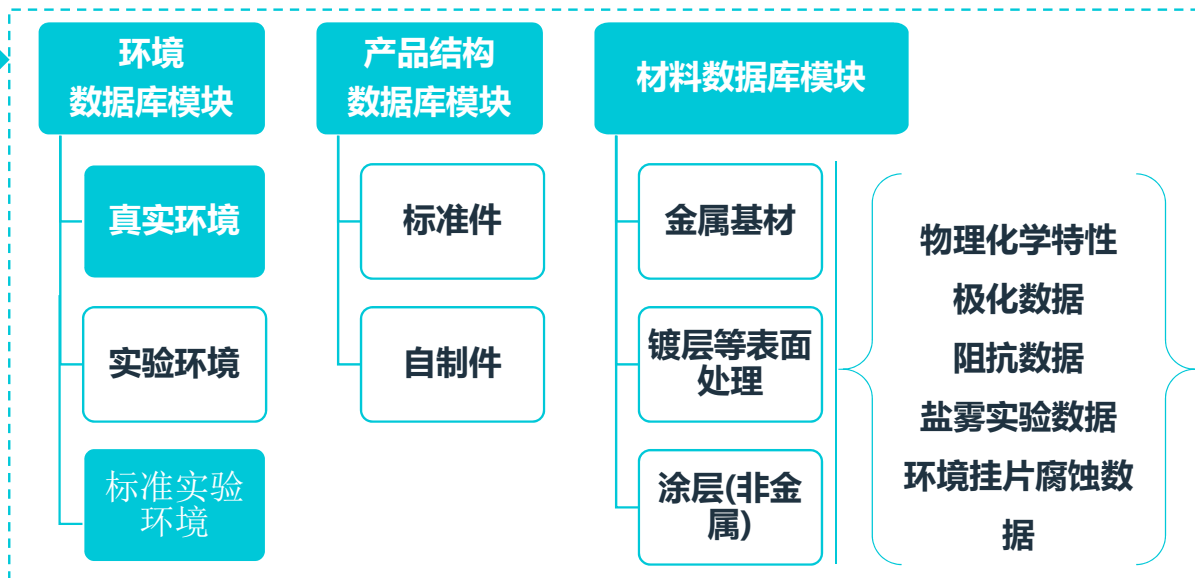 环境
数据库模块
真实环境
实验环境
标准实验
环境
产品结构
数据库模块
标准件
自制件
材料数据库模块
金属基材
镀层等表面
处理
涂层(非金
属)
物理化学特性
极化数据
阻抗数据
盐雾实验数据
环境挂片腐蚀数
据